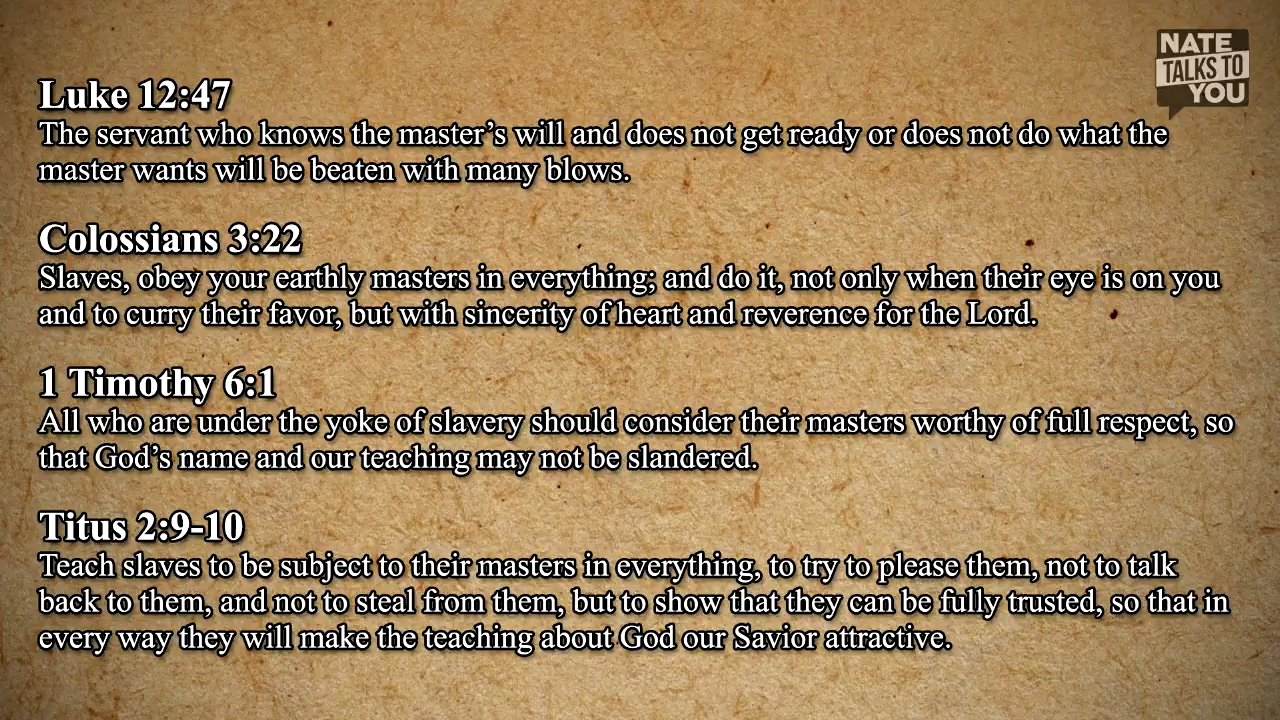 NATE
TALKS TO
YOU
Luke 12:47
The servant who knows the master’s will and does not get ready or does not do what the
master wants will be beaten with many blows.
Colossians 3:22
Slaves, obey your earthly masters in everything; and do it, not only when their eye is on you
and to curry their favor, but with sincerity of heart and reverence for the Lord.
1 Timothy 6:1
All who are under the yoke of slavery should consider their masters worthy of full respect, so
that God’s name and our teaching may not be slandered.
Titus 2:9-10
Teach slaves to be subject to their masters in everything, to try to please them, not to talk
back to them, and not to steal from them, but to show that they can be fully trusted, so that in
every way they will make the teaching about God our Savior attractive.